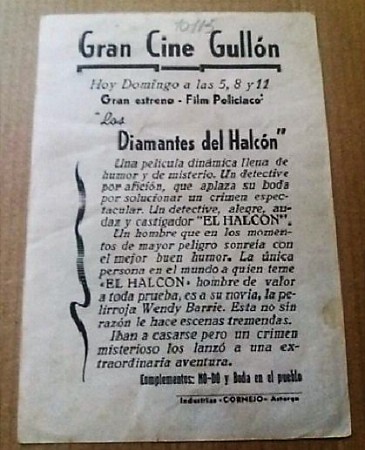 Gran Cine Gullón
Hoy Domingo a las 5, 8 y 11
Gran estreno - Film Policiaco
"Los
Diamantes del Halcón"
Una película dinámica llena de
humor y de misterio. Un detective
por afición, que aplaza su boda
por solucionar un crimen espec-
tacular. Un detective, alegre, au-
daz y castigador "EL HALCON".
Un hombre que en los momen-
tos de mayor peligro sonreia con
el mejor buen humor. La única
persona en el mundo a quien teme
«EL HALCON» hombre de valor
a toda prueba, es a su novia, la pe-
lirroja Wendy Barrie. Esta no sin
razón le hace escenas tremendas.
Iban a casarse pero un crimen
misterioso los lanzó a una ex-
traordinaria aventura.
Complementos: NO-DO y Boda en el pueblo
Industrias «CORNEJO» Astorga